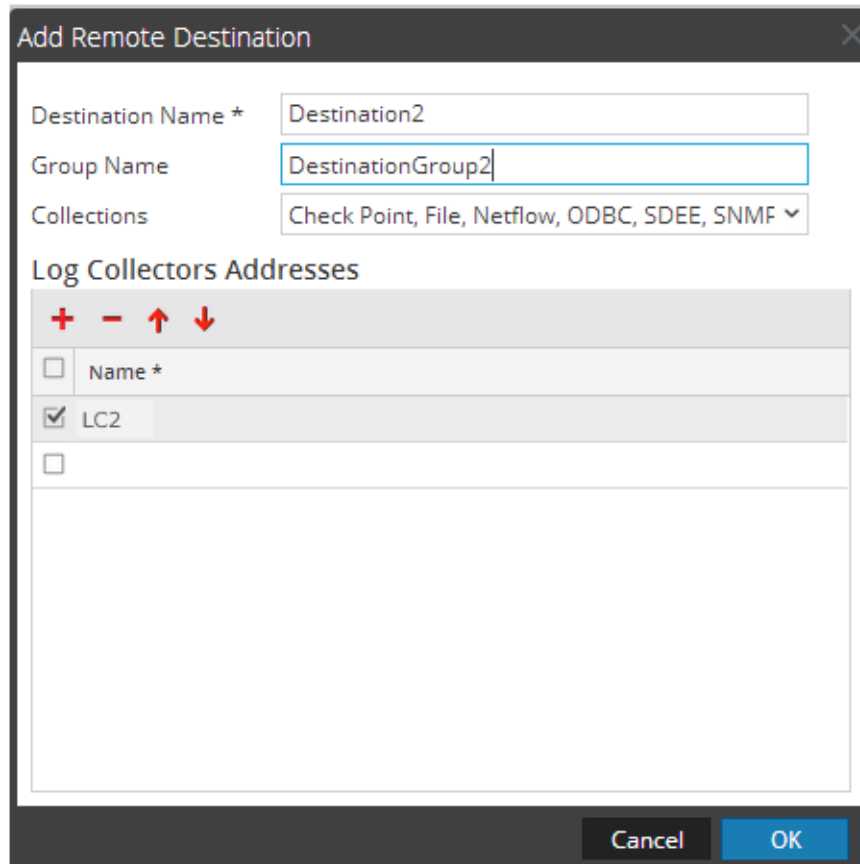 Add Remote Destination
Destination Name * Destination2
Group Name DestinationGroup2
Collections Check Point, File, Netflow, ODBC, SDEE,
Log Collectors Addresses
Name *
LC2
Cancel OK